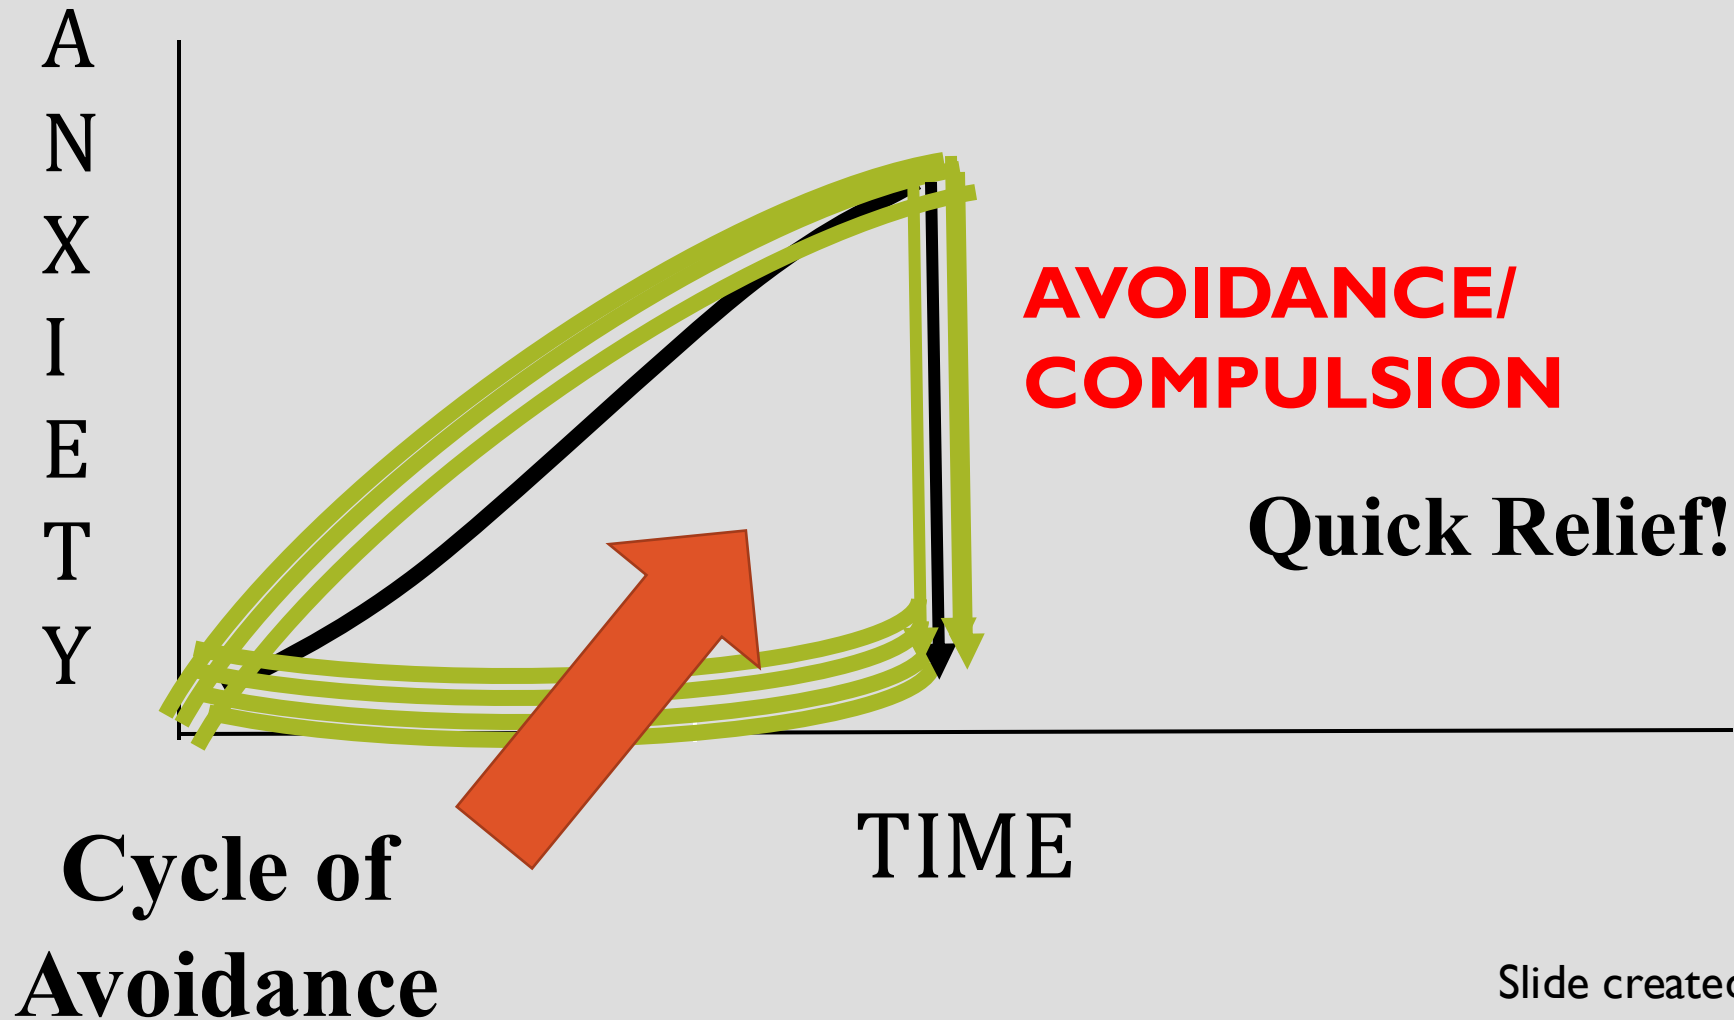 ANXIETY
AVOIDANCE/
COMPULSION
Quick Relief!
TIME
Cycle of
Avoidance
Slide created